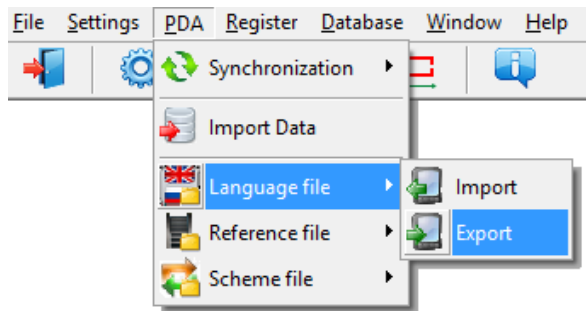 File Settings PDA Register Database Window Help
Synchronization
Import Data
Language file
Import
Reference file
Export
Scheme file